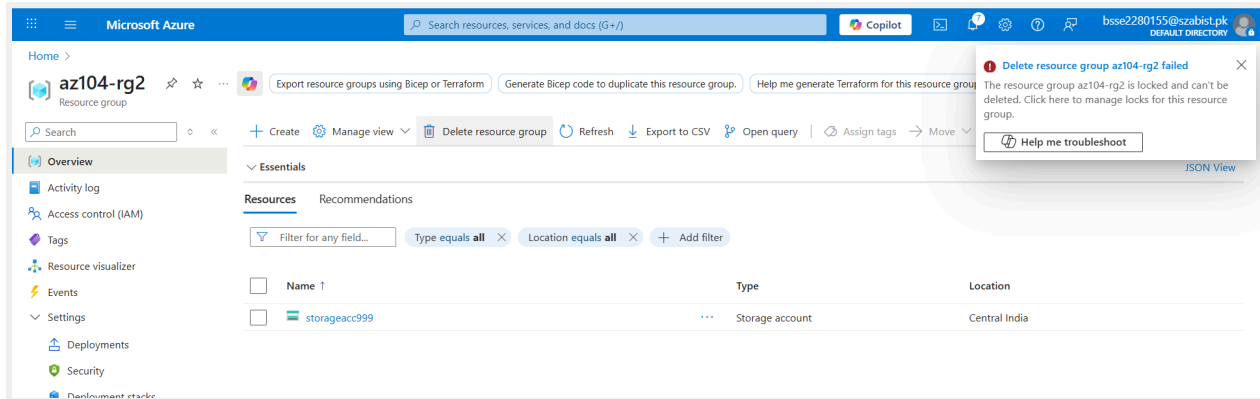 Microsoft Azure
Search resources, services, and docs (G+/)
Copilot
7
bsse2280155@szabist.pk
DEFAULT DIRECTORY
Home >
az104-rg2
Resource group
Export resource groups using Bicep or Terraform
Generate Bicep code to duplicate this resource group.
Help me generate Terraform for this resource group
Delete resource group az104-rg2 failed
The resource group az104-rg2 is locked and can't be
deleted. Click here to manage locks for this resource
group.
Help me troubleshoot
Search
Create
Manage view
Delete resource group
Refresh
Export to CSV
Open query
Assign tags
Move
Overview
Activity log
Access control (IAM)
Tags
Resource visualizer
Events
Settings
Deployments
Security
Deployment stacks
Essentials
JSON View
Resources
Recommendations
Filter for any field...
Type equals all
Location equals all
Add filter
Name ↑
Type
Location
storageacc999
Storage account
Central India